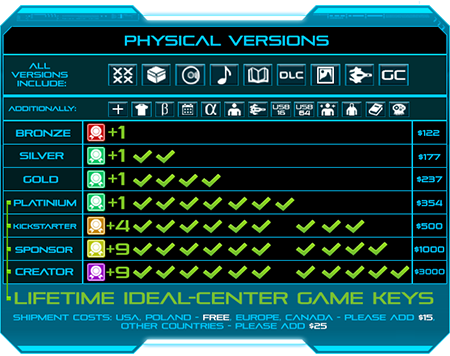 PHYSICAL VERSIONS
ALL VERSIONS INCLUDE: DLC GC
ADDITIONALLY: + β α USB 16 USB 64
BRONZE +1 $122
SILVER +1 $177
GOLD +1 $237
PLATINIUM +1 $354
KICKSTARTER +4 $500
SPONSOR +9 $1000
CREATOR +9 $3000
LIFETIME IDEAL-CENTER GAME KEYS
SHIPMENT COSTS: USA, POLAND - FREE, EUROPE, CANADA - PLEASE ADD $15,
OTHER COUNTRIES - PLEASE ADD $25